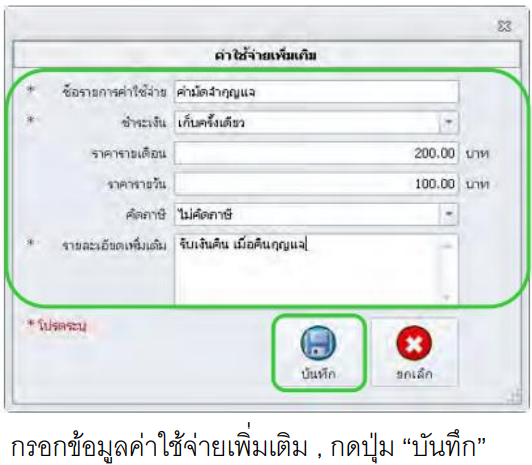 ค่าใช้จ่ายเพิ่มเติม
* ชื่อรายการค่าใช้จ่าย ค่ามัดจำกุญแจ
* ชำระเงิน เก็บครั้งเดียว
ราคารายเดือน 200.00 บาท
ราคารายวัน 100.00 บาท
คิดภาษี ไม่คิดภาษี
* รายละเอียดเพิ่มเติม รับเงินคืน เมื่อคืนกุญแจ
* โปรดระบุ
บันทึก ยกเลิก
กรอกข้อมูลค่าใช้จ่ายเพิ่มเติม , กดปุ่ม “บันทึก”